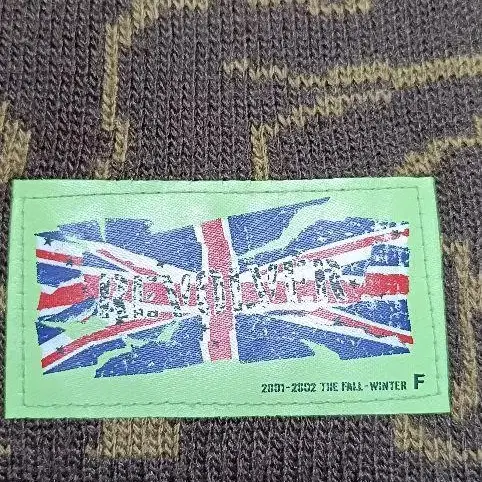 REVOLVER
2001-2002 THE FALL-WINTER F